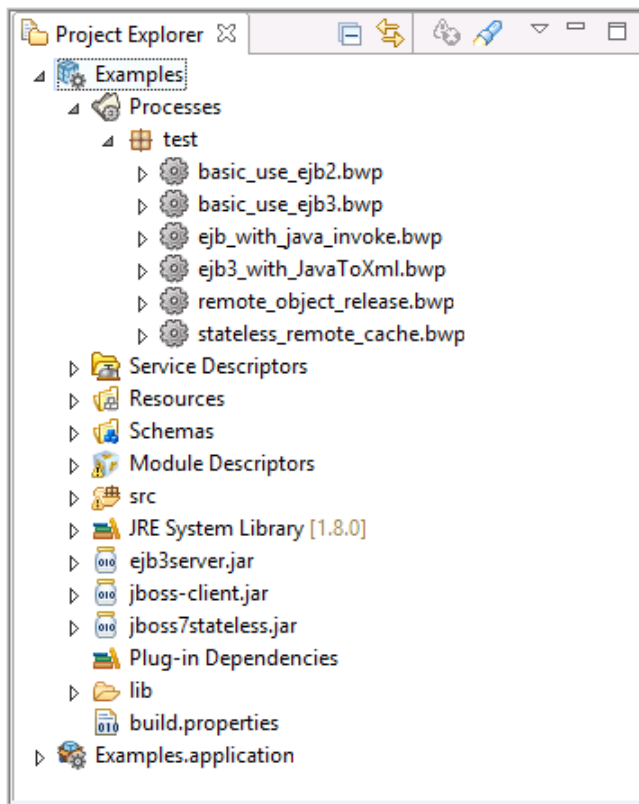 Project Explorer
Examples
Processes
test
basic_use_ejb2.bwp
basic_use_ejb3.bwp
ejb_with_java_invoke.bwp
ejb3_with_JavaToXml.bwp
remote_object_release.bwp
stateless_remote_cache.bwp
Service Descriptors
Resources
Schemas
Module Descriptors
src
JRE System Library [1.8.0]
ejb3server.jar
jboss-client.jar
jboss7stateless.jar
Plug-in Dependencies
lib
build.properties
Examples.application